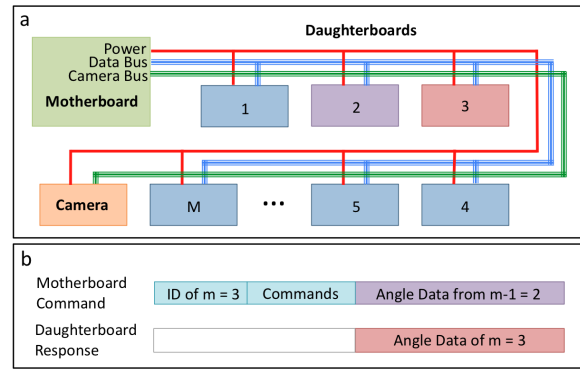 a
Daughterboards
Power
Data Bus
Camera Bus
Motherboard
1
2
3
Camera
M
...
5
4
b
Motherboard Command
ID of m = 3
Commands
Angle Data from m-1 = 2
Daughterboard Response
Angle Data of m = 3